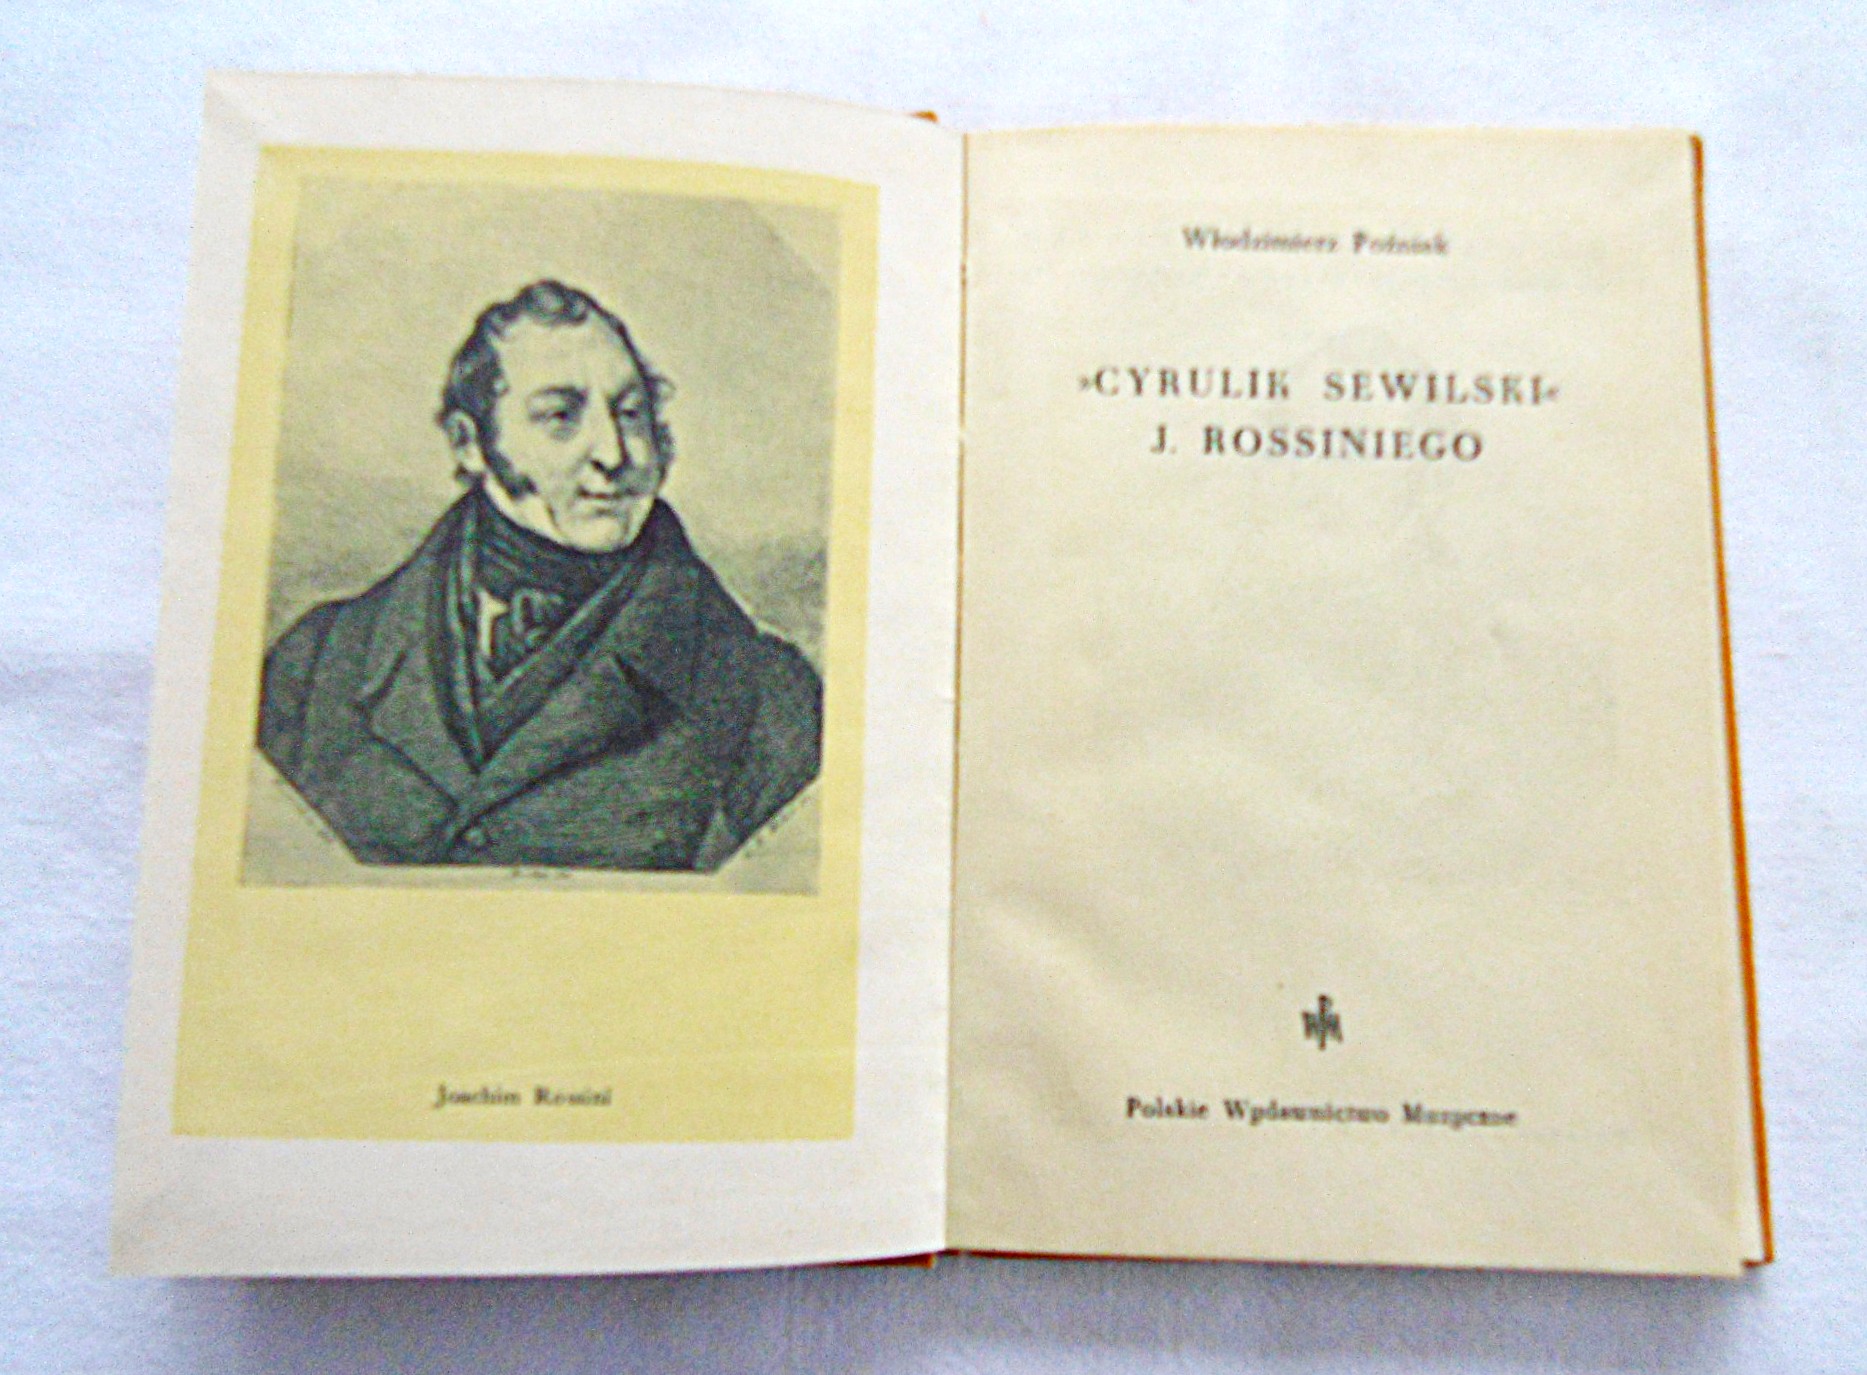 Joachim Rossini
Włodzimierz Poźniak
»CYRULIK SEWILSKI«
J. ROSSINIEGO
Polskie Wydawnictwo Muzyczne